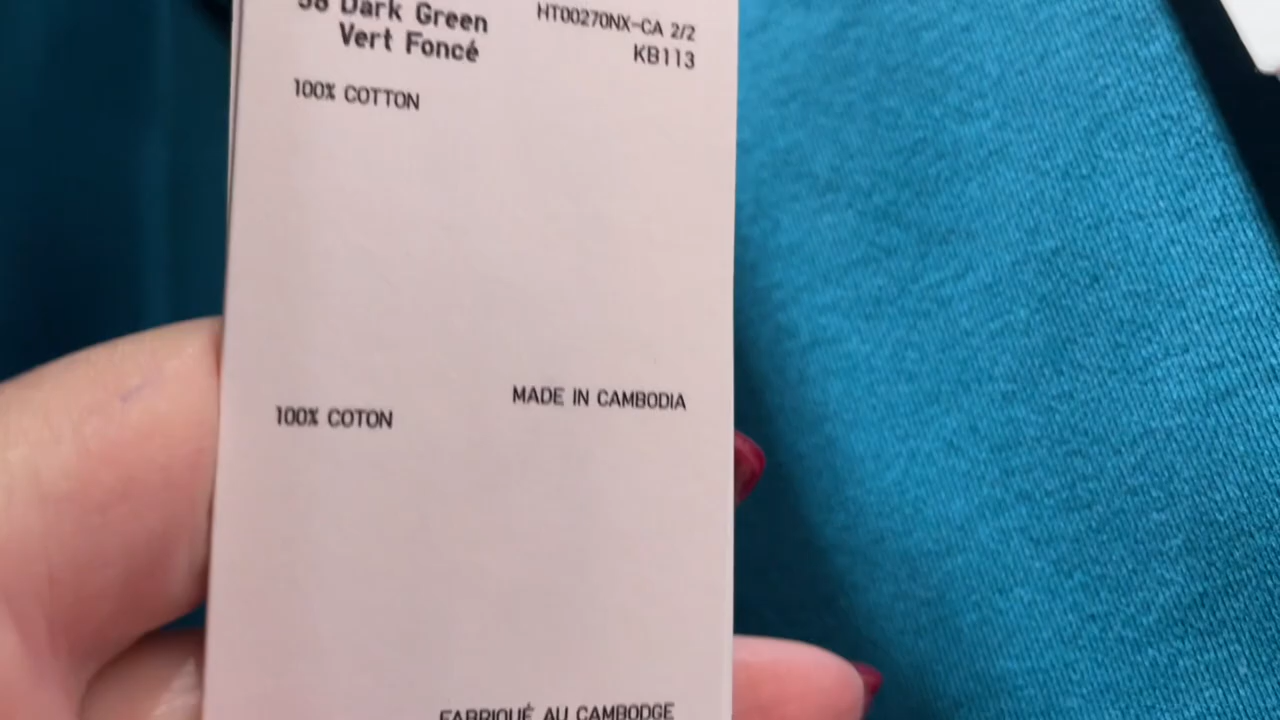 Dark Green
Vert Foncé
HT00270NX-CA 2/2
KB113
100% COTTON
MADE IN CAMBODIA
100% COTON
FABRIQUÉ AU CAMBODGE